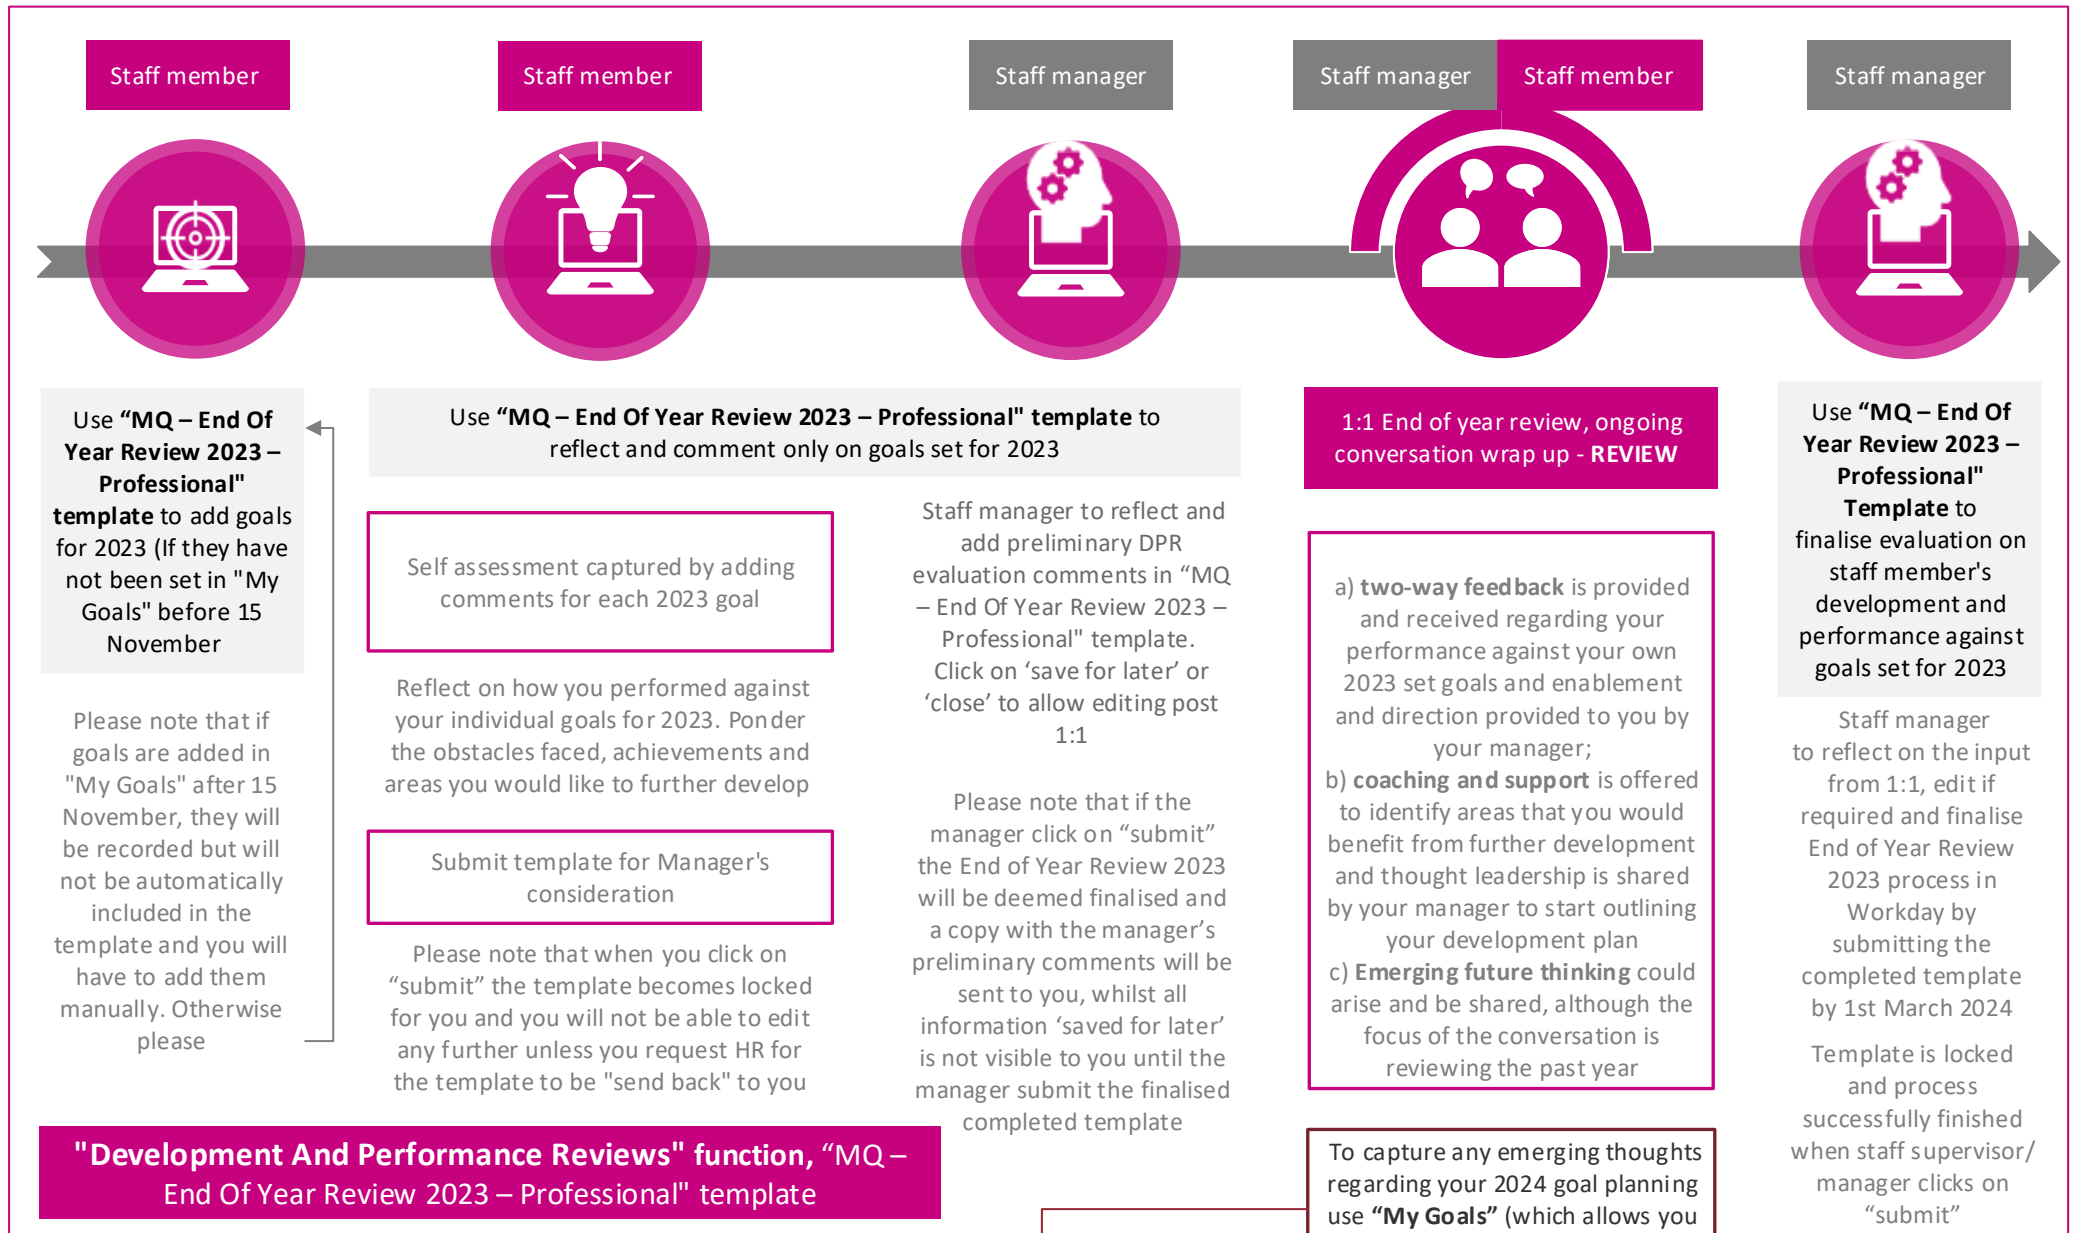 Staff member
Staff member
Staff manager
Staff manager
Staff member
Staff manager
Use “MQ – End Of
Year Review 2023 –
Professional"
template to add goals
for 2023 (If they have
not been set in "My
Goals" before 15
November
Please note that if
goals are added in
"My Goals" after 15
November, they will
be recorded but will
not be automatically
included in the
template and you will
have to add them
manually. Otherwise
please
Use “MQ – End Of Year Review 2023 – Professional" template to
reflect and comment only on goals set for 2023
Self assessment captured by adding
comments for each 2023 goal
Reflect on how you performed against
your individual goals for 2023. Ponder
the obstacles faced, achievements and
areas you would like to further develop
Submit template for Manager's
consideration
Please note that when you click on
“submit” the template becomes locked
for you and you will not be able to edit
any further unless you request HR for
the template to be "send back" to you
Staff manager to reflect and
add preliminary DPR
evaluation comments in “MQ
– End Of Year Review 2023 –
Professional" template.
Click on ‘save for later’ or
‘close’ to allow editing post
1:1
Please note that if the
manager click on “submit”
the End of Year Review 2023
will be deemed finalised and
a copy with the manager’s
preliminary comments will be
sent to you, whilst all
information ‘saved for later’
is not visible to you until the
manager submit the finalised
completed template
1:1 End of year review, ongoing
conversation wrap up - REVIEW
a) two-way feedback is provided
and received regarding your
performance against your own
2023 set goals and enablement
and direction provided to you by
your manager;
b) coaching and support is offered
to identify areas that you would
benefit from further development
and thought leadership is shared
by your manager to start outlining
your development plan
c) Emerging future thinking could
arise and be shared, although the
focus of the conversation is
reviewing the past year
To capture any emerging thoughts
regarding your 2024 goal planning
use “My Goals” (which allows you
Use “MQ – End Of
Year Review 2023 –
Professional"
Template to
finalise evaluation on
staff member's
development and
performance against
goals set for 2023
Staff manager
to reflect on the input
from 1:1, edit if
required and finalise
End of Year Review
2023 process in
Workday by
submitting the
completed template
by 1st March 2024
Template is locked
and process
successfully finished
when staff supervisor/
manager clicks on
“submit”
"Development And Performance Reviews" function, “MQ –
End Of Year Review 2023 – Professional" template